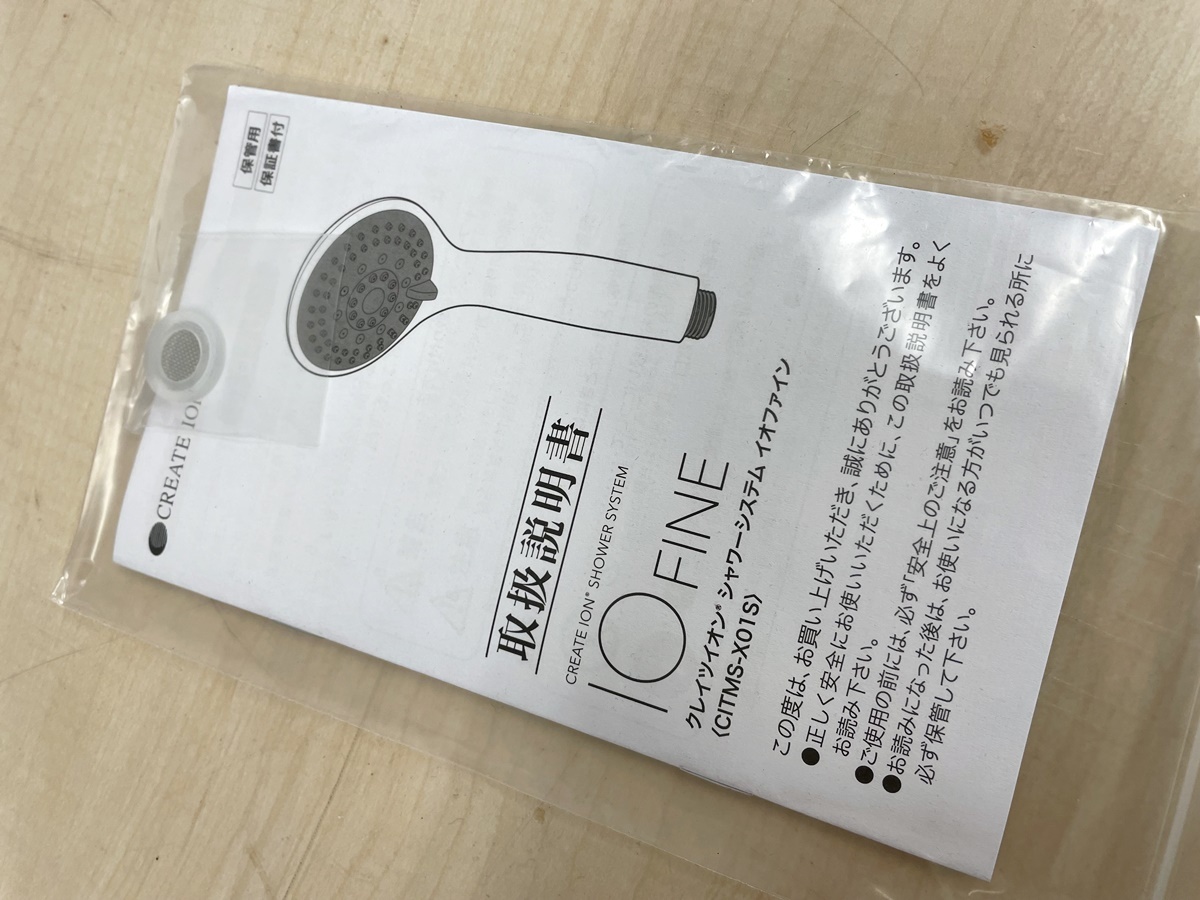 保管用
保証書付
CREATE IO
取扱説明書
CREATE ION® SHOWER SYSTEM
IO FINE
クレイツイオン® シャワーシステム イオファイン
〈CITMS-X01S〉
この度は、お買い上げいただき、誠にありがとうございます。
●正しく安全にお使いいただくために、この取扱説明書をよく
お読み下さい。
●ご使用の前には、必ず「安全上のご注意」をお読み下さい。
●お読みになった後は、お使いになる方がいつでも見られる所に
必ず保管して下さい。